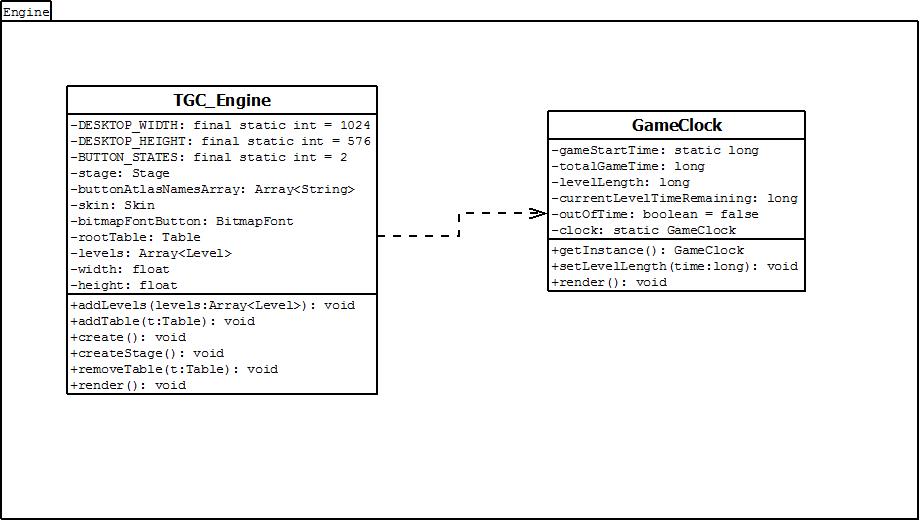 Engine
TGC_Engine
-DESKTOP_WIDTH: final static int = 1024
-DESKTOP_HEIGHT: final static int = 576
-BUTTON_STATES: final static int = 2
-stage: Stage
-buttonAtlasNamesArray: Array<String>
-skin: Skin
-bitmapFontButton: BitmapFont
-rootTable: Table
-levels: Array<Level>
-width: float
-height: float
+addLevels(levels:Array<Level>): void
+addTable(t:Table): void
+create(): void
+createStage(): void
+removeTable(t:Table): void
+render(): void
GameClock
-gameStartTime: static long
-totalGameTime: long
-levelLength: long
-currentLevelTimeRemaining: long
-outOfTime: boolean = false
-clock: static GameClock
+getInstance(): GameClock
+setLevelLength(time:long): void
+render(): void